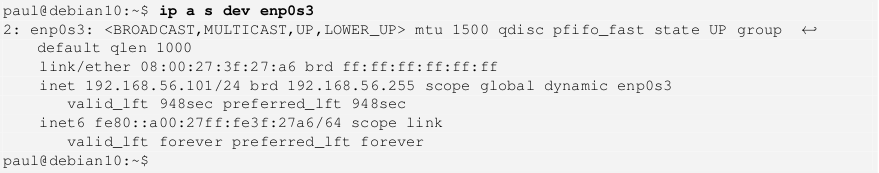 paul@debian10:~$ ip a s dev enp0s3
2: enp0s3: <BROADCAST,MULTICAST,UP,LOWER_UP> mtu 1500 qdisc pfifo_fast state UP group ↩
    default qlen 1000
    link/ether 08:00:27:3f:27:a6 brd ff:ff:ff:ff:ff:ff
    inet 192.168.56.101/24 brd 192.168.56.255 scope global dynamic enp0s3
       valid_lft 948sec preferred_lft 948sec
    inet6 fe80::a00:27ff:fe3f:27a6/64 scope link
       valid_lft forever preferred_lft forever
paul@debian10:~$